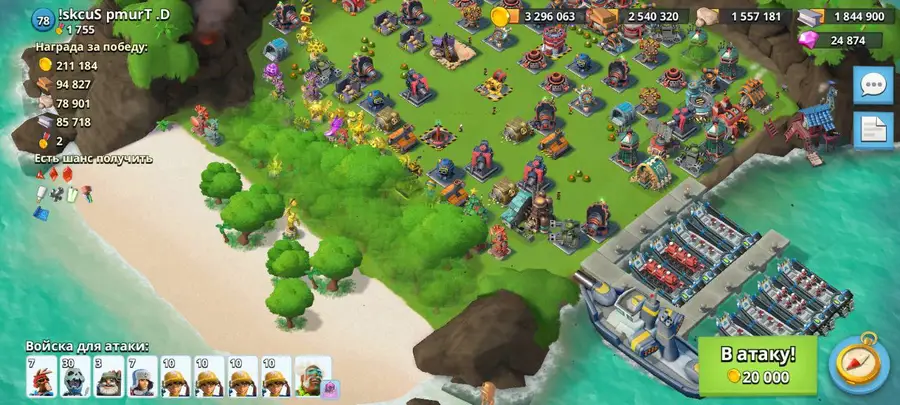 78
!skcuS pmurT .D
1 755
3 296 063
2 540 320
1 557 181
1 844 900
24 874
Награда за победу:
211 184
94 827
78 901
85 718
2
Есть шанс получить
Войска для атаки:
7
30
3
7
10
10
10
10
В атаку!
20 000